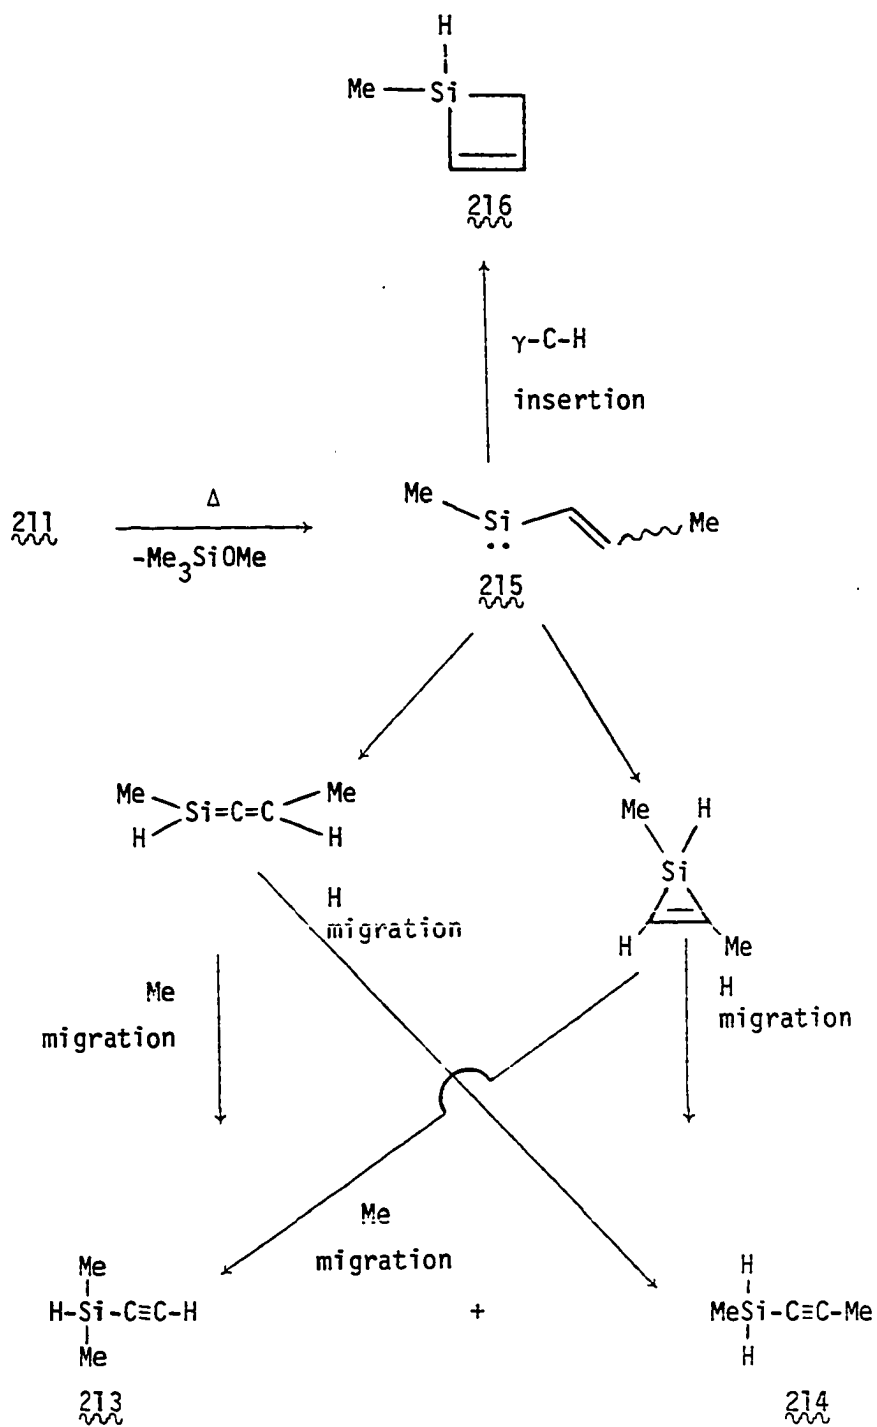 H
Me Si
216
γ-C-H
insertion
211
Δ
-Me3SiOMe
Me Si Me
••
215
Me Me
Si=C=C
H H
H
migration
Me H
Si
H Me
Me
migration
H
migration
Me
migration
Me
H-Si-C≡C-H
Me
213
+
H
MeSi-C≡CMe
H
214